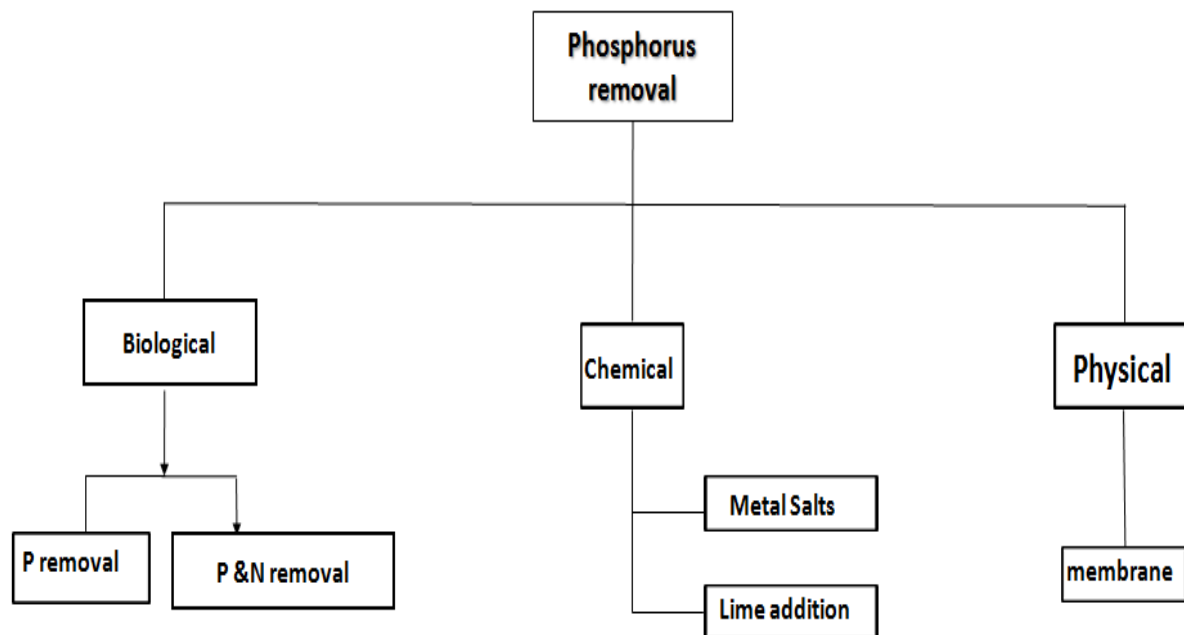 Phosphorus
removal
Biological
Chemical
Physical
Metal Salts
P removal
P &N removal
membrane
Lime addition